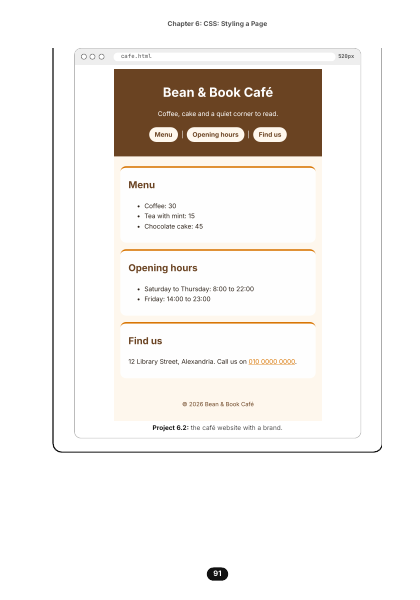 Chapter 6: CSS: Styling a Page
cafe.html
520px
Bean & Book Café
Coffee, cake and a quiet corner to read.
Menu | Opening hours | Find us
Menu
• Coffee: 30
• Tea with mint: 15
• Chocolate cake: 45
Opening hours
• Saturday to Thursday: 8:00 to 22:00
• Friday: 14:00 to 23:00
Find us
12 Library Street, Alexandria. Call us on 010 0000 0000.
© 2026 Bean & Book Café
Project 6.2: the café website with a brand.
91